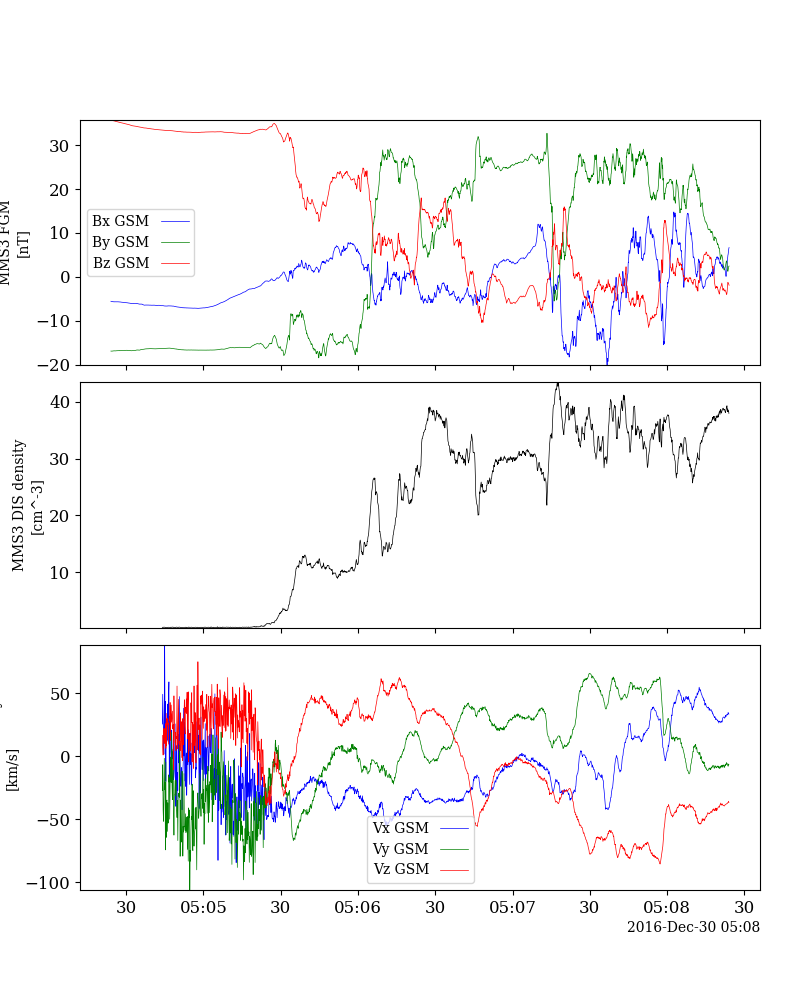 30
20
10
0
−10
−20
MMS3 FGM
[nT]
Bx GSM
By GSM
Bz GSM
40
30
20
10
MMS3 DIS density
[cm^-3]
50
0
−50
−100
[km/s]
Vx GSM
Vy GSM
Vz GSM
30
05:05
30
05:06
30
05:07
30
05:08
30
2016-Dec-30 05:08